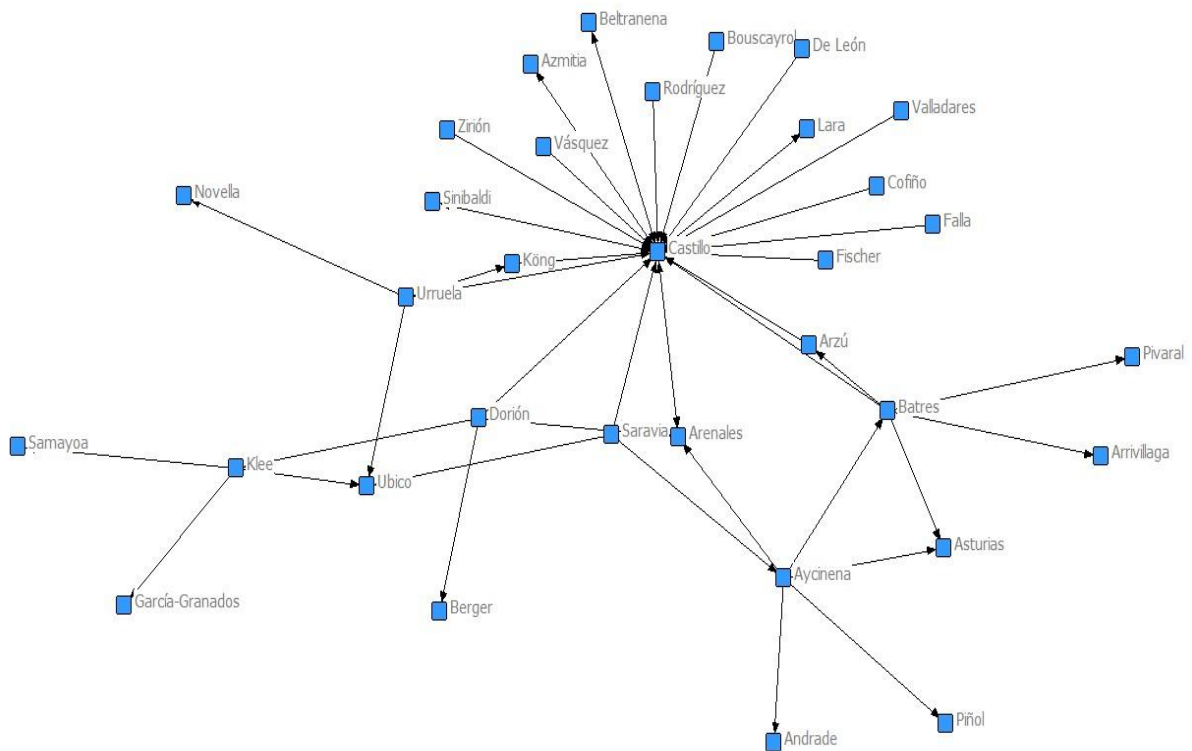 Beltranena
Bouscayrol
De León
Azmitia
Rodríguez
Valladares
Zirión
Lara
Vásquez
Cofiño
Novella
Sinibaldi
Falla
Castillo
Fischer
Köng
Urruela
Arzú
Pivaral
Batres
Dorión
Saravia
Arenales
Samayoa
Arrivillaga
Klee
Ubico
Asturias
Aycinena
García-Granados
Berger
Piñol
Andrade